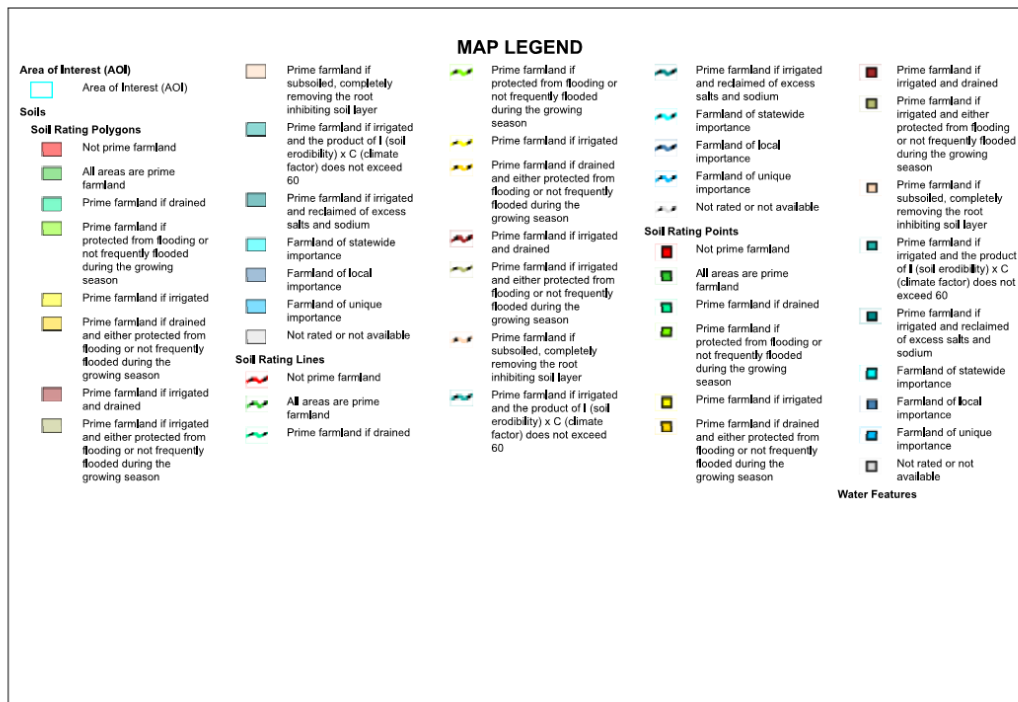 MAP LEGEND
Area of Interest (AOI)
Area of Interest (AOI)
Soils
Soil Rating Polygons
Not prime farmland
All areas are prime
farmland
Prime farmland if drained
Prime farmland if
protected from flooding or
not frequently flooded
during the growing
season
Prime farmland if irrigated
Prime farmland if drained
and either protected from
flooding or not frequently
flooded during the
growing season
Prime farmland if irrigated
and drained
Prime farmland if irrigated
and either protected from
flooding or not frequently
flooded during the
growing season
Prime farmland if
subsoiled, completely
removing the root
inhibiting soil layer
Prime farmland if irrigated
and the product of I (soil
erodibility) x C (climate
factor) does not exceed
60
Prime farmland if irrigated
and reclaimed of excess
salts and sodium
Farmland of statewide
importance
Farmland of local
importance
Farmland of unique
importance
Not rated or not available
Soil Rating Lines
Not prime farmland
All areas are prime
farmland
Prime farmland if drained
Prime farmland if
protected from flooding or
not frequently flooded
during the growing
season
Prime farmland if irrigated
Prime farmland if drained
and either protected from
flooding or not frequently
flooded during the
growing season
Prime farmland if irrigated
and drained
Prime farmland if irrigated
and either protected from
flooding or not frequently
flooded during the
growing season
Prime farmland if
subsoiled, completely
removing the root
inhibiting soil layer
Prime farmland if irrigated
and the product of I (soil
erodibility) x C (climate
factor) does not exceed
60
Prime farmland if irrigated
and reclaimed of excess
salts and sodium
Farmland of statewide
importance
Farmland of local
importance
Farmland of unique
importance
Not rated or not available
Soil Rating Points
Not prime farmland
All areas are prime
farmland
Prime farmland if drained
Prime farmland if
protected from flooding or
not frequently flooded
during the growing
season
Prime farmland if irrigated
Prime farmland if drained
and either protected from
flooding or not frequently
flooded during the
growing season
Prime farmland if
irrigated and drained
Prime farmland if
irrigated and either
protected from flooding
or not frequently flooded
during the growing
season
Prime farmland if
subsoiled, completely
removing the root
inhibiting soil layer
Prime farmland if
irrigated and the product
of I (soil erodibility) x C
(climate factor) does not
exceed 60
Prime farmland if
irrigated and reclaimed
of excess salts and
sodium
Farmland of statewide
importance
Farmland of local
importance
Farmland of unique
importance
Not rated or not
available
Water Features